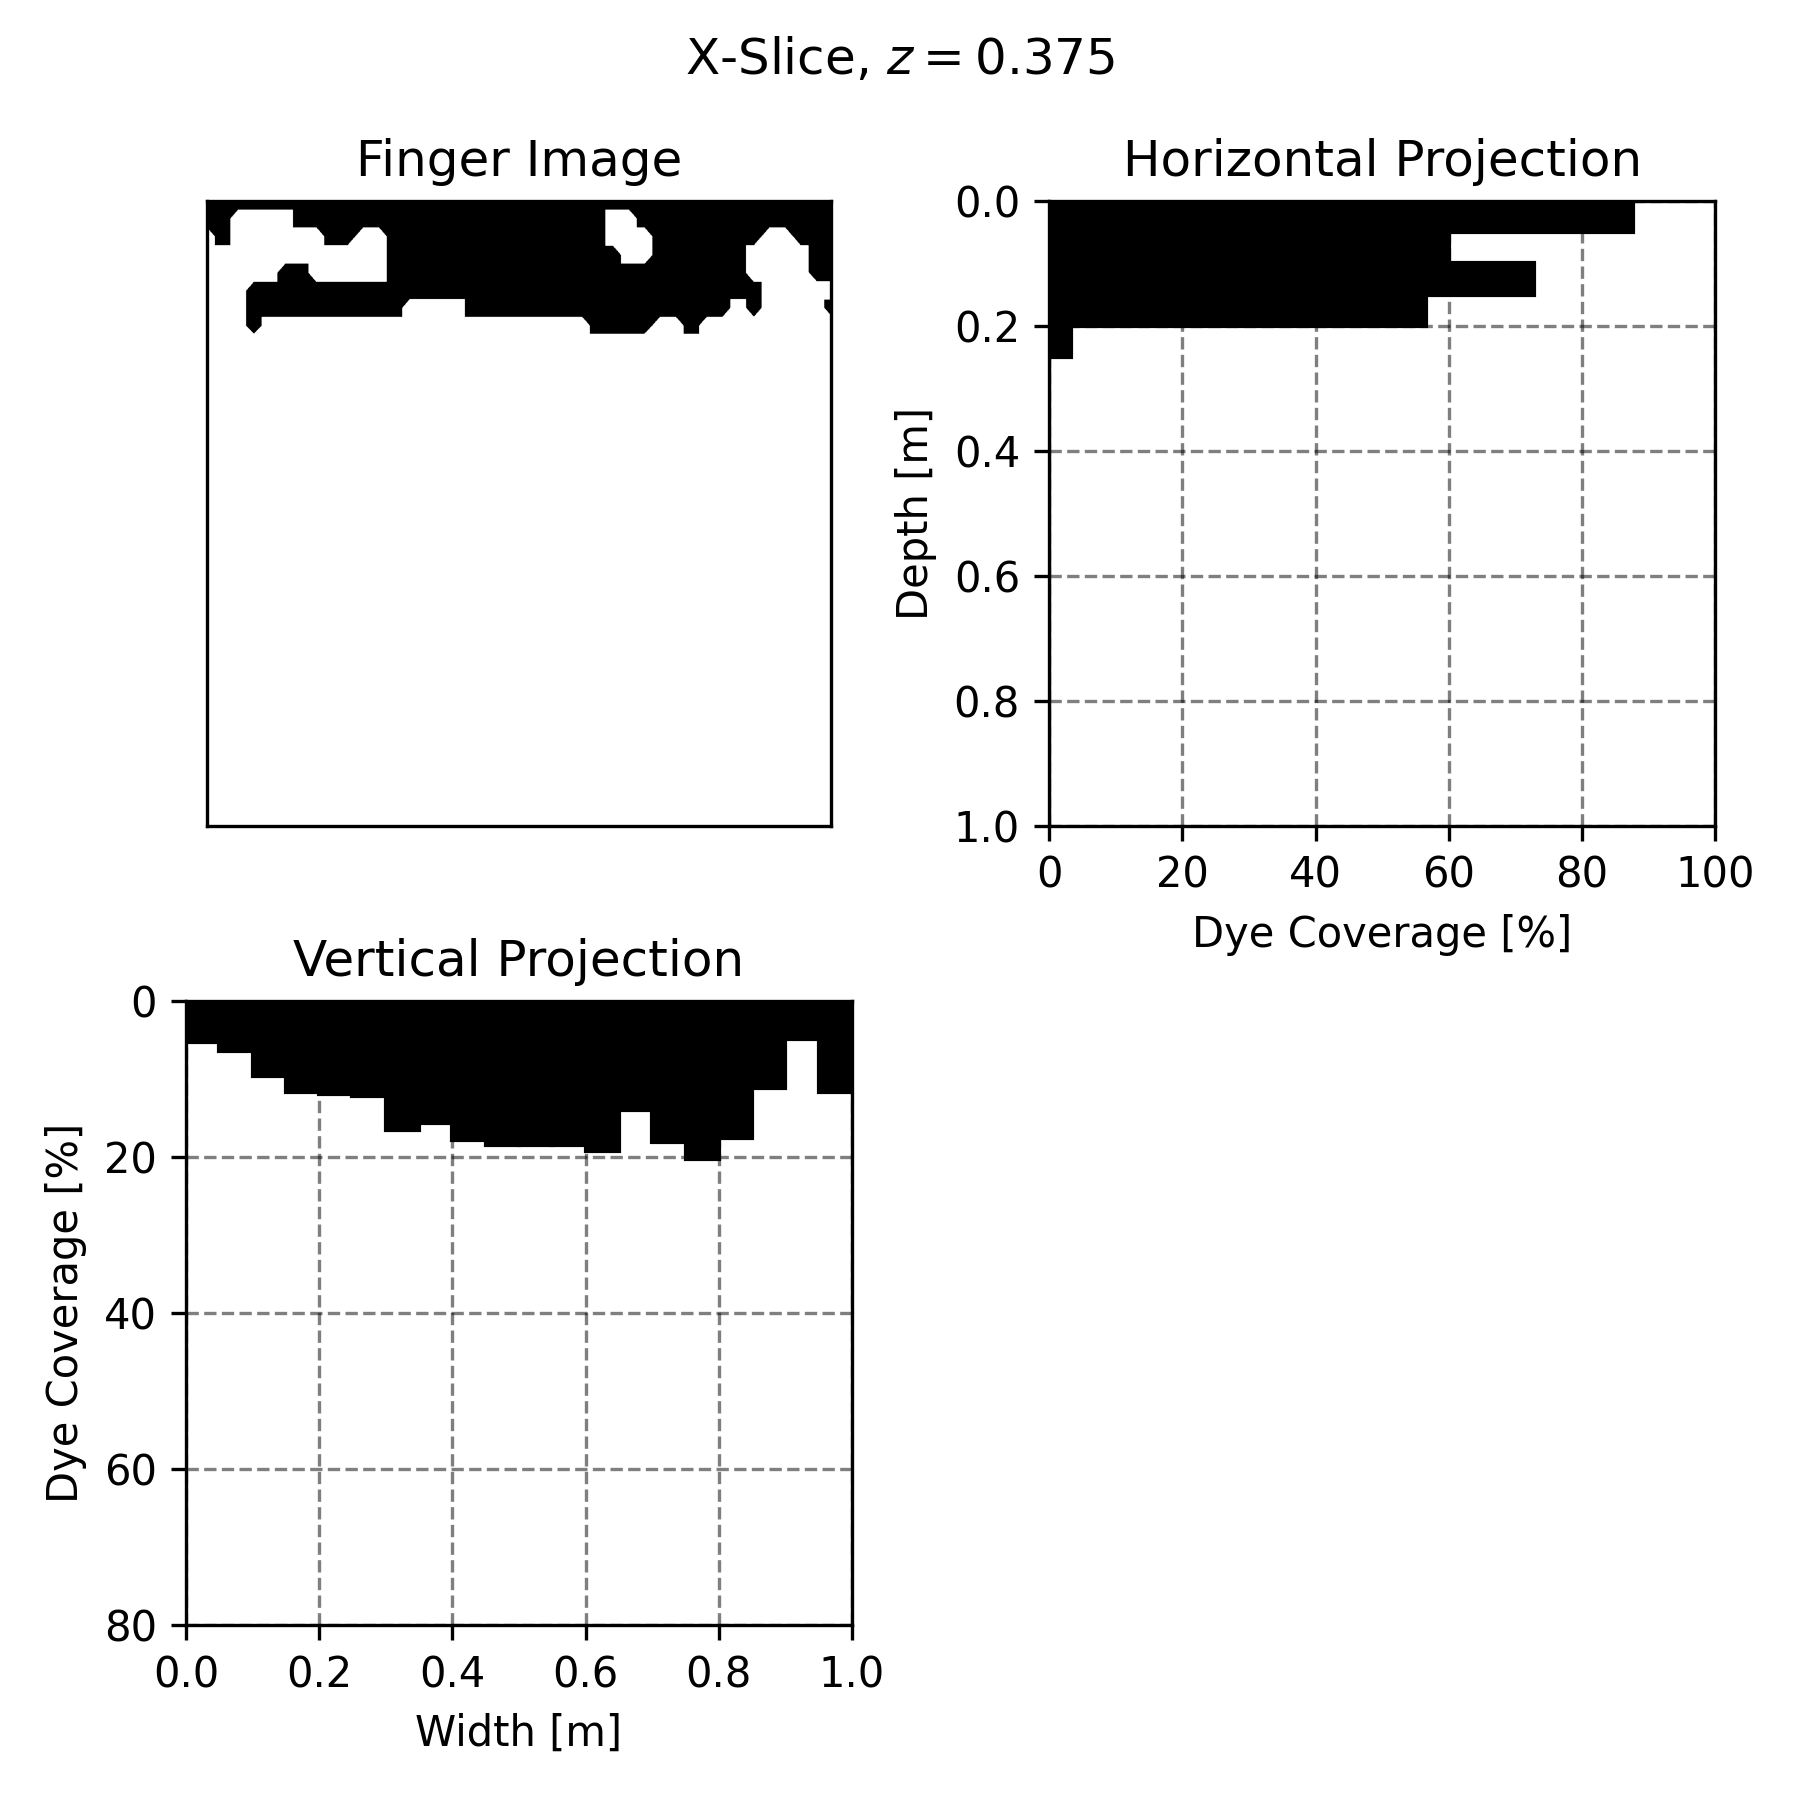 X-Slice, z = 0.375
Finger Image
Horizontal Projection
0.0
0.2
0.4
0.6
0.8
1.0
Depth [m]
0 20 40 60 80 100
Dye Coverage [%]
Vertical Projection
0
20
40
60
80
Dye Coverage [%]
0.0 0.2 0.4 0.6 0.8 1.0
Width [m]